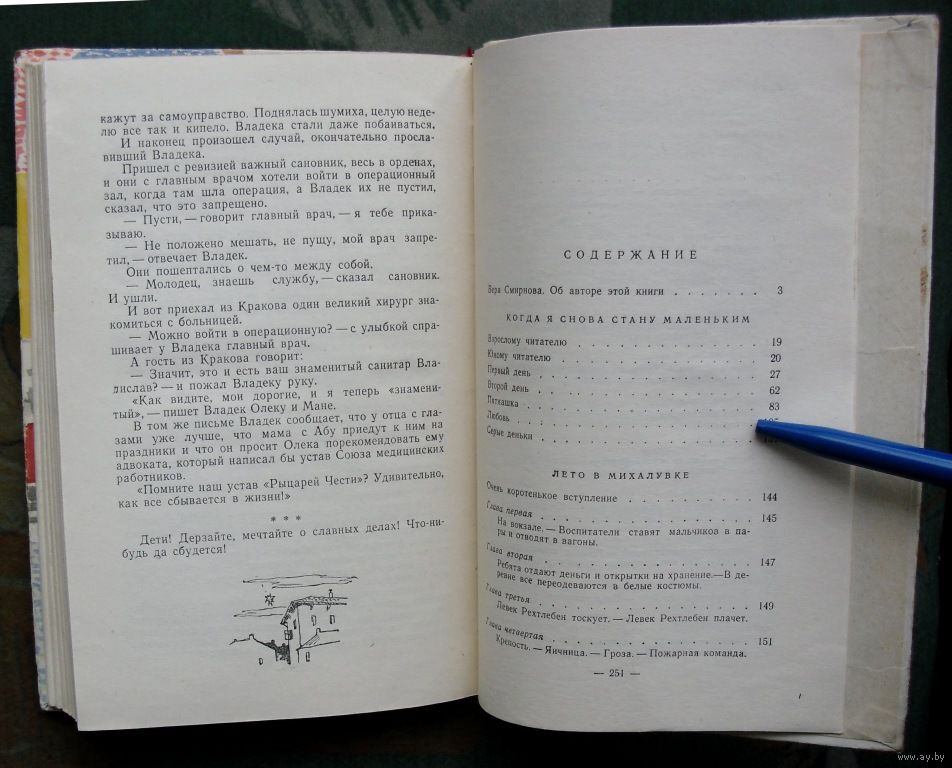 кажут за самоуправство. Поднялась шумиха, целую неде-
лю все так и кипело. Владека стали даже побаиваться.
И наконец произошел случай, окончательно просла-
вивший Владека.
Пришел с ревизией важный сановник, весь в орденах,
и они с главным врачом хотели войти в операционный
зал, когда там шла операция, а Владек их не пустил,
сказал, что это запрещено.
— Пусти, — говорит главный врач, — я тебе прика-
зываю.
— Не положено мешать, не пущу, мой врач запре-
тил, — отвечает Владек.
Они пошептались о чем-то между собой.
— Молодец, знаешь службу, — сказал сановник.
И ушли.
И вот приехал из Кракова один великий хирург зна-
комиться с больницей.
— Можно войти в операционную? — с улыбкой спра-
шивает у Владека главный врач.
А гость из Кракова говорит:
— Значит, это и есть ваш знаменитый санитар Вла-
дислав? — и пожал Владеку руку.
«Как видите, мои дорогие, и я теперь «знамени-
тый», — пишет Владек Олеку и Мане.
В том же письме Владек сообщает, что у отца с гла-
зами уже лучше, что мама с Абу приедут к ним на
праздники и что он просит Олека порекомендовать ему
адвоката, который написал бы устав Союза медицинских
работников.
«Помните наш устав «Рыцарей Чести»? Удивительно,
как все сбывается в жизни!»
* * *
Дети! Дерзайте, мечтайте о славных делах! Что-ни-
будь да сбудется!
СОДЕРЖАНИЕ
Вера Смирнова. Об авторе этой книги . . . . . . . 3
КОГДА Я СНОВА СТАНУ МАЛЕНЬКИМ
Взрослому читателю . . . . . . . . . . . 19
Юному читателю . . . . . . . . . . . . 20
Первый день . . . . . . . . . . . . . 27
Второй день . . . . . . . . . . . . . 62
Пятнашка . . . . . . . . . . . . . . 83
Любовь . . . . . . . . . . . . . .
Серые деньки . . . . . . . . . . . . .
ЛЕТО В МИХАЛУВКЕ
Очень коротенькое вступление . . . . . . . . 144
Глава первая . . . . . . . . . . . . . 145
На вокзале. — Воспитатели ставят мальчиков в па-
ры и отводят в вагоны.
Глава вторая . . . . . . . . . . . . . 147
Ребята отдают деньги и открытки на хранение.—В де-
ревне все переодеваются в белые костюмы.
Глава третья . . . . . . . . . . . . . 149
Левек Рехтлебен тоскует. — Левек Рехтлебен плачет.
Глава четвертая . . . . . . . . . . . . 151
Крепость. — Яичница. — Гроза. — Пожарная команда.
— 251 —
www.ay.by